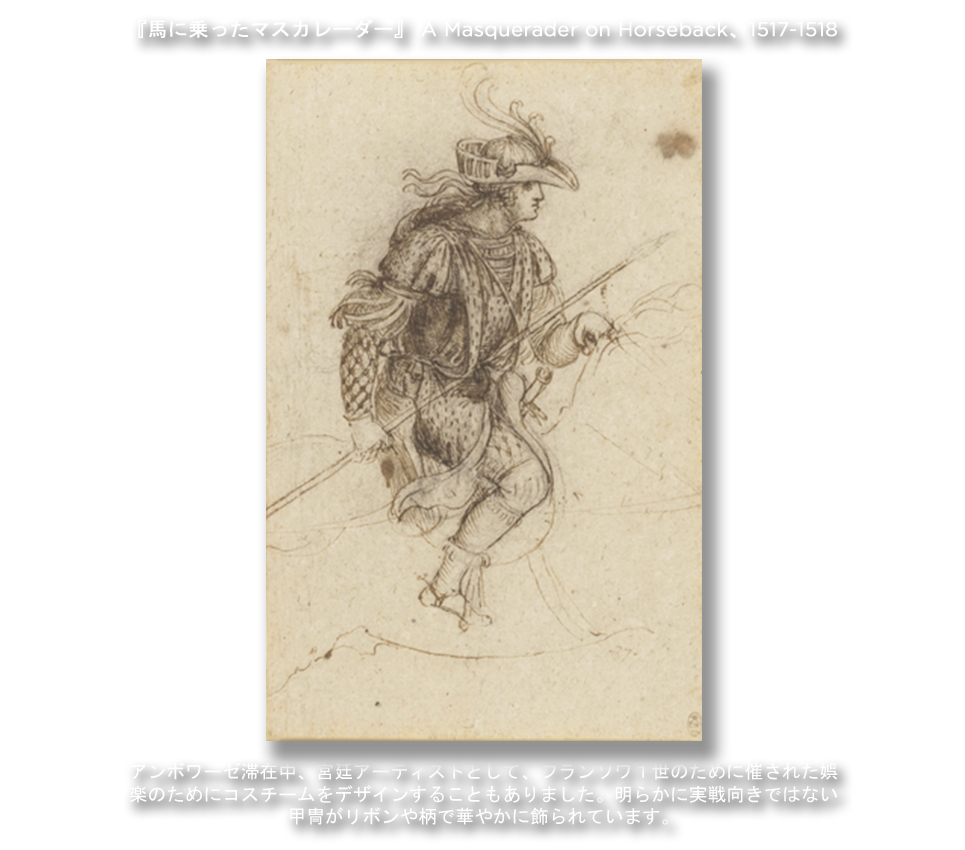 『馬に乗ったマスカレーダー』 A Masquerader on Horseback、1517-1518
アンボワーゼ滞在中、宮廷アーティストとして、フランソワ１世のために催された娯
楽のためにコスチームをデザインすることもありました。明らかに実戦向きではない
甲冑がリボンや柄で華やかに飾られています。